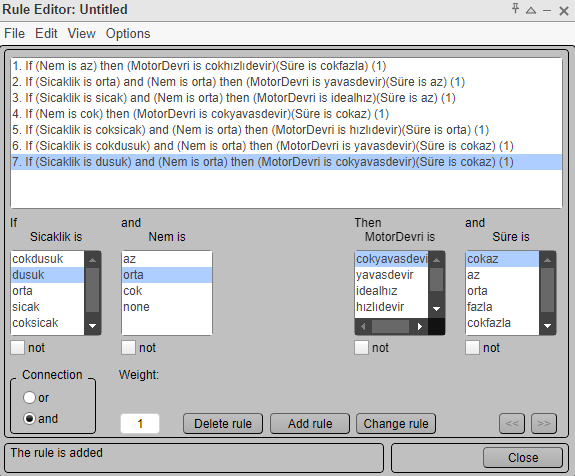 Rule Editor: Untitled
File Edit View Options
1. If (Nem is az) then (MotorDevri is cokhızlıdevir)(Süre is cokfazla) (1)
2. If (Sicaklik is orta) and (Nem is orta) then (MotorDevri is yavasdevir)(Süre is az) (1)
3. If (Sicaklik is sicak) and (Nem is orta) then (MotorDevri is idealhız)(Süre is az) (1)
4. If (Nem is cok) then (MotorDevri is cokyavasdevir)(Süre is cokaz) (1)
5. If (Sicaklik is coksicak) and (Nem is orta) then (MotorDevri is hızlıdevir)(Süre is orta) (1)
6. If (Sicaklik is cokdusuk) and (Nem is orta) then (MotorDevri is yavasdevir)(Süre is cokaz) (1)
7. If (Sicaklik is dusuk) and (Nem is orta) then (MotorDevri is cokyavasdevir)(Süre is cokaz) (1)
If and Then and
Sicaklik is Nem is MotorDevri is Süre is
cokdusuk az cokyavasdevi cokaz
dusuk orta yavasdevir az
orta cok idealhız orta
sicak none hızlıdevir fazla
coksicak cokfazla
not not not not
Connection Weight:
or
and 1 Delete rule Add rule Change rule << >>
The rule is added Close